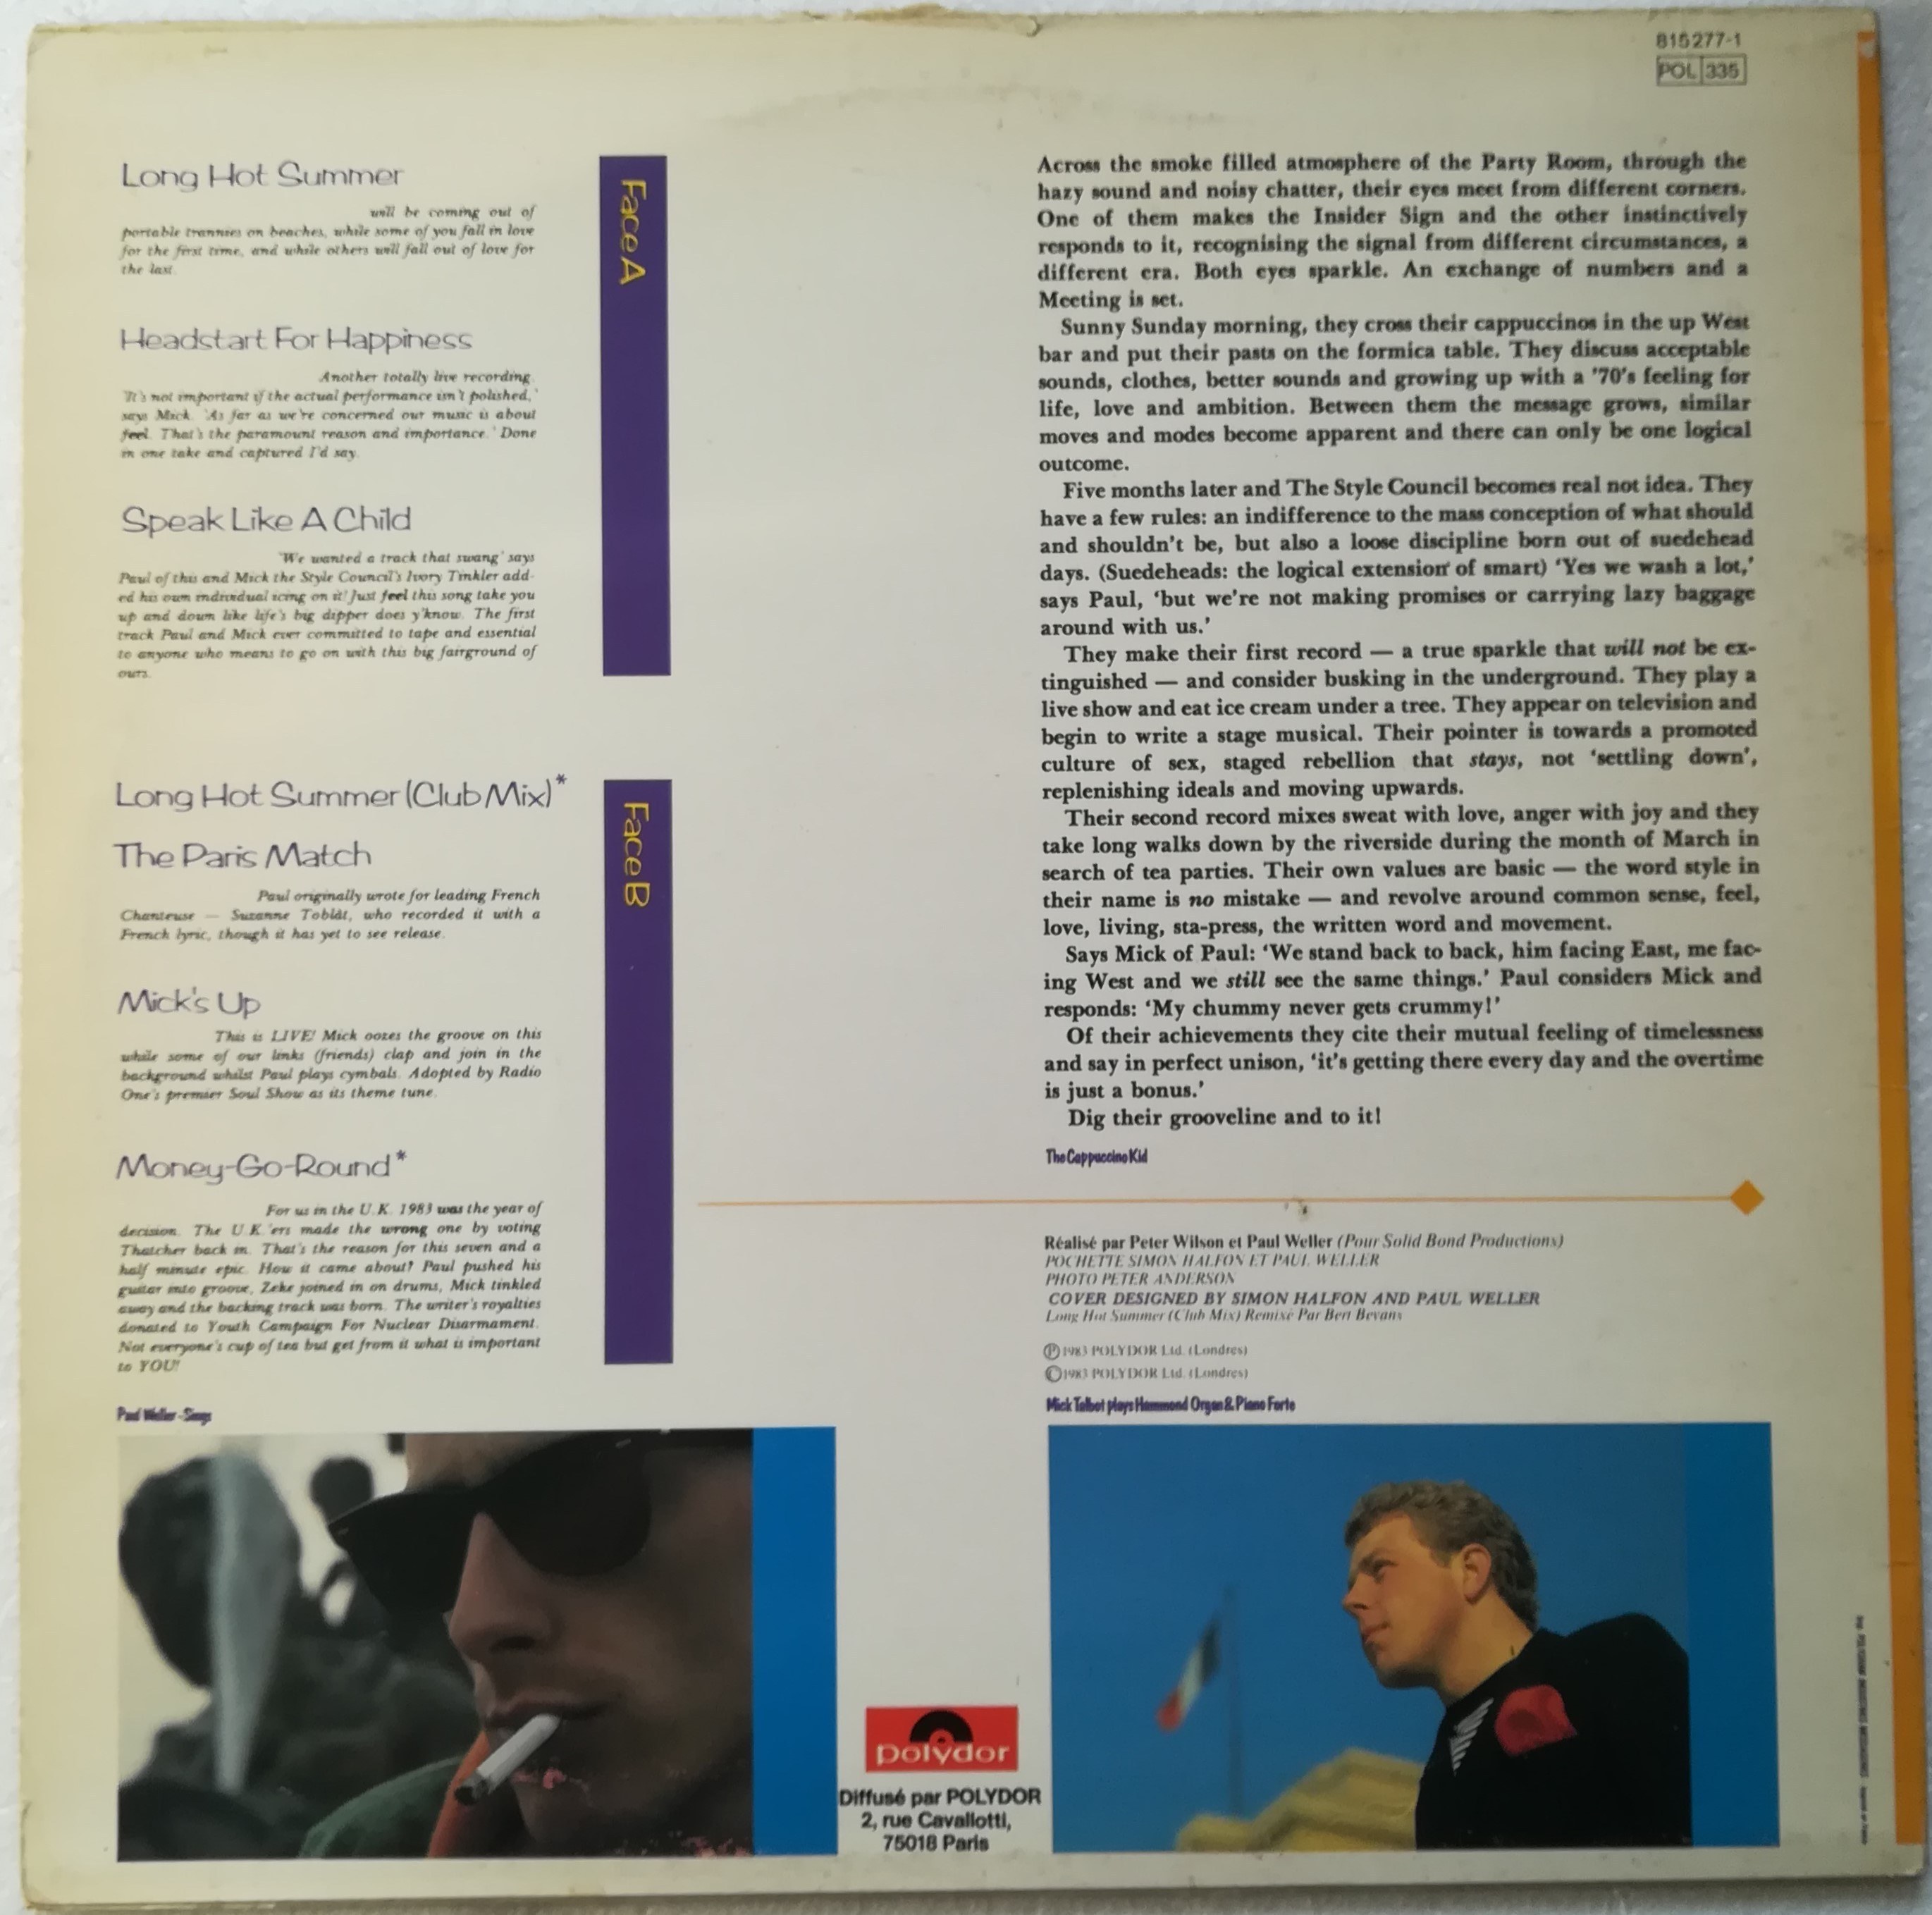 815277-1
POL 335
Long Hot Summer
will be coming out of
portable trannies on beaches, while some of you fall in love
for the first time, and while others will fall out of love for
the last.
Headstart For Happiness
Another totally live recording.
'It's not important if the actual performance isn't polished,'
says Mick. 'As far as we're concerned our music is about
feel. That's the paramount reason and importance.' Done
in one take and captured I'd say.
Speak Like A Child
'We wanted a track that swang' says
Paul of this and Mick the Style Council's Ivory Tinkler add-
ed his own individual icing on it! Just feel this song take you
up and down like life's big dipper does y'know. The first
track Paul and Mick ever committed to tape and essential
to anyone who means to go on with this big fairground of
ours.
Face A
Long Hot Summer (Club Mix)*
The Paris Match
Paul originally wrote for leading French
Chanteuse — Suzanne Toblât, who recorded it with a
French lyric, though it has yet to see release.
Mick's Up
This is LIVE! Mick oozes the groove on this
while some of our links (friends) clap and join in the
background whilst Paul plays cymbals. Adopted by Radio
One's premier Soul Show as its theme tune.
Money-Go-Round*
For us in the U.K. 1983 was the year of
decision. The U.K.'ers made the wrong one by voting
Thatcher back in. That's the reason for this seven and a
half minute epic. How it came about? Paul pushed his
guitar into groove, Zeke joined in on drums, Mick tinkled
away and the backing track was born. The writer's royalties
donated to Youth Campaign For Nuclear Disarmament.
Not everyone's cup of tea but get from it what is important
to YOU!
Face B
Across the smoke filled atmosphere of the Party Room, through the
hazy sound and noisy chatter, their eyes meet from different corners.
One of them makes the Insider Sign and the other instinctively
responds to it, recognising the signal from different circumstances, a
different era. Both eyes sparkle. An exchange of numbers and a
Meeting is set.
Sunny Sunday morning, they cross their cappuccinos in the up West
bar and put their pasts on the formica table. They discuss acceptable
sounds, clothes, better sounds and growing up with a '70's feeling for
life, love and ambition. Between them the message grows, similar
moves and modes become apparent and there can only be one logical
outcome.
Five months later and The Style Council becomes real not idea. They
have a few rules: an indifference to the mass conception of what should
and shouldn't be, but also a loose discipline born out of suedehead
days. (Suedeheads: the logical extension of smart) 'Yes we wash a lot,'
says Paul, 'but we're not making promises or carrying lazy baggage
around with us.'
They make their first record — a true sparkle that will not be ex-
tinguished — and consider busking in the underground. They play a
live show and eat ice cream under a tree. They appear on television and
begin to write a stage musical. Their pointer is towards a promoted
culture of sex, staged rebellion that stays, not 'settling down',
replenishing ideals and moving upwards.
Their second record mixes sweat with love, anger with joy and they
take long walks down by the riverside during the month of March in
search of tea parties. Their own values are basic — the word style in
their name is no mistake — and revolve around common sense, feel,
love, living, sta-press, the written word and movement.
Says Mick of Paul: 'We stand back to back, him facing East, me fac-
ing West and we still see the same things.' Paul considers Mick and
responds: 'My chummy never gets crummy!'
Of their achievements they cite their mutual feeling of timelessness
and say in perfect unison, 'it's getting there every day and the overtime
is just a bonus.'
Dig their grooveline and to it!
The Cappuccino Kid
Réalisé par Peter Wilson et Paul Weller (Pour Solid Bond Productions)
POCHETTE SIMON HALFON ET PAUL WELLER
PHOTO PETER ANDERSON
COVER DESIGNED BY SIMON HALFON AND PAUL WELLER
Long Hot Summer (Club Mix) Remixé Par Bert Bevans
Ⓟ 1983 POLYDOR Ltd. (Londres)
© 1983 POLYDOR Ltd. (Londres)
Paul Weller - Sings
Mick Talbot plays Hammond Organ & Piano Forte
polydor
Diffusé par POLYDOR
2, rue Cavallotti,
75018 Paris